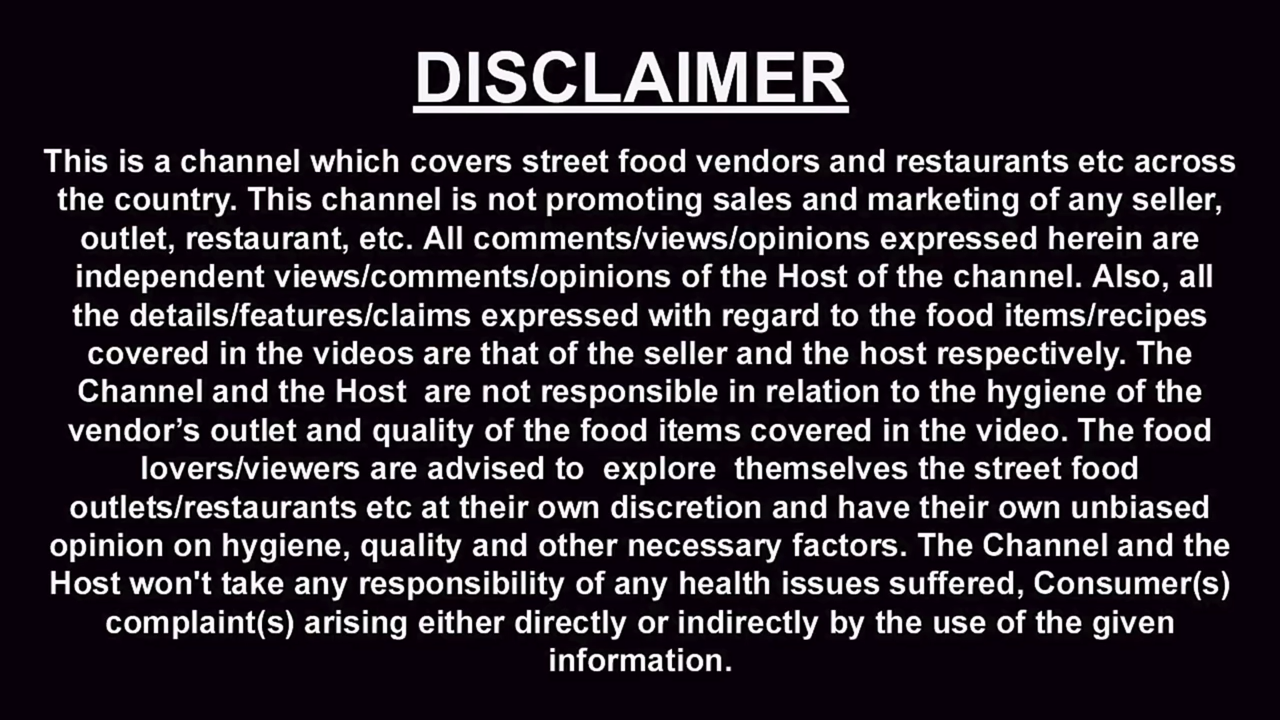 DISCLAIMER
This is a channel which covers street food vendors and restaurants etc across
the country. This channel is not promoting sales and marketing of any seller,
outlet, restaurant, etc. All comments/views/opinions expressed herein are
independent views/comments/opinions of the Host of the channel. Also, all
the details/features/claims expressed with regard to the food items/recipes
covered in the videos are that of the seller and the host respectively. The
Channel and the Host  are not responsible in relation to the hygiene of the
vendor’s outlet and quality of the food items covered in the video. The food
lovers/viewers are advised to  explore  themselves the street food
outlets/restaurants etc at their own discretion and have their own unbiased
opinion on hygiene, quality and other necessary factors. The Channel and the
Host won't take any responsibility of any health issues suffered, Consumer(s)
complaint(s) arising either directly or indirectly by the use of the given
information.